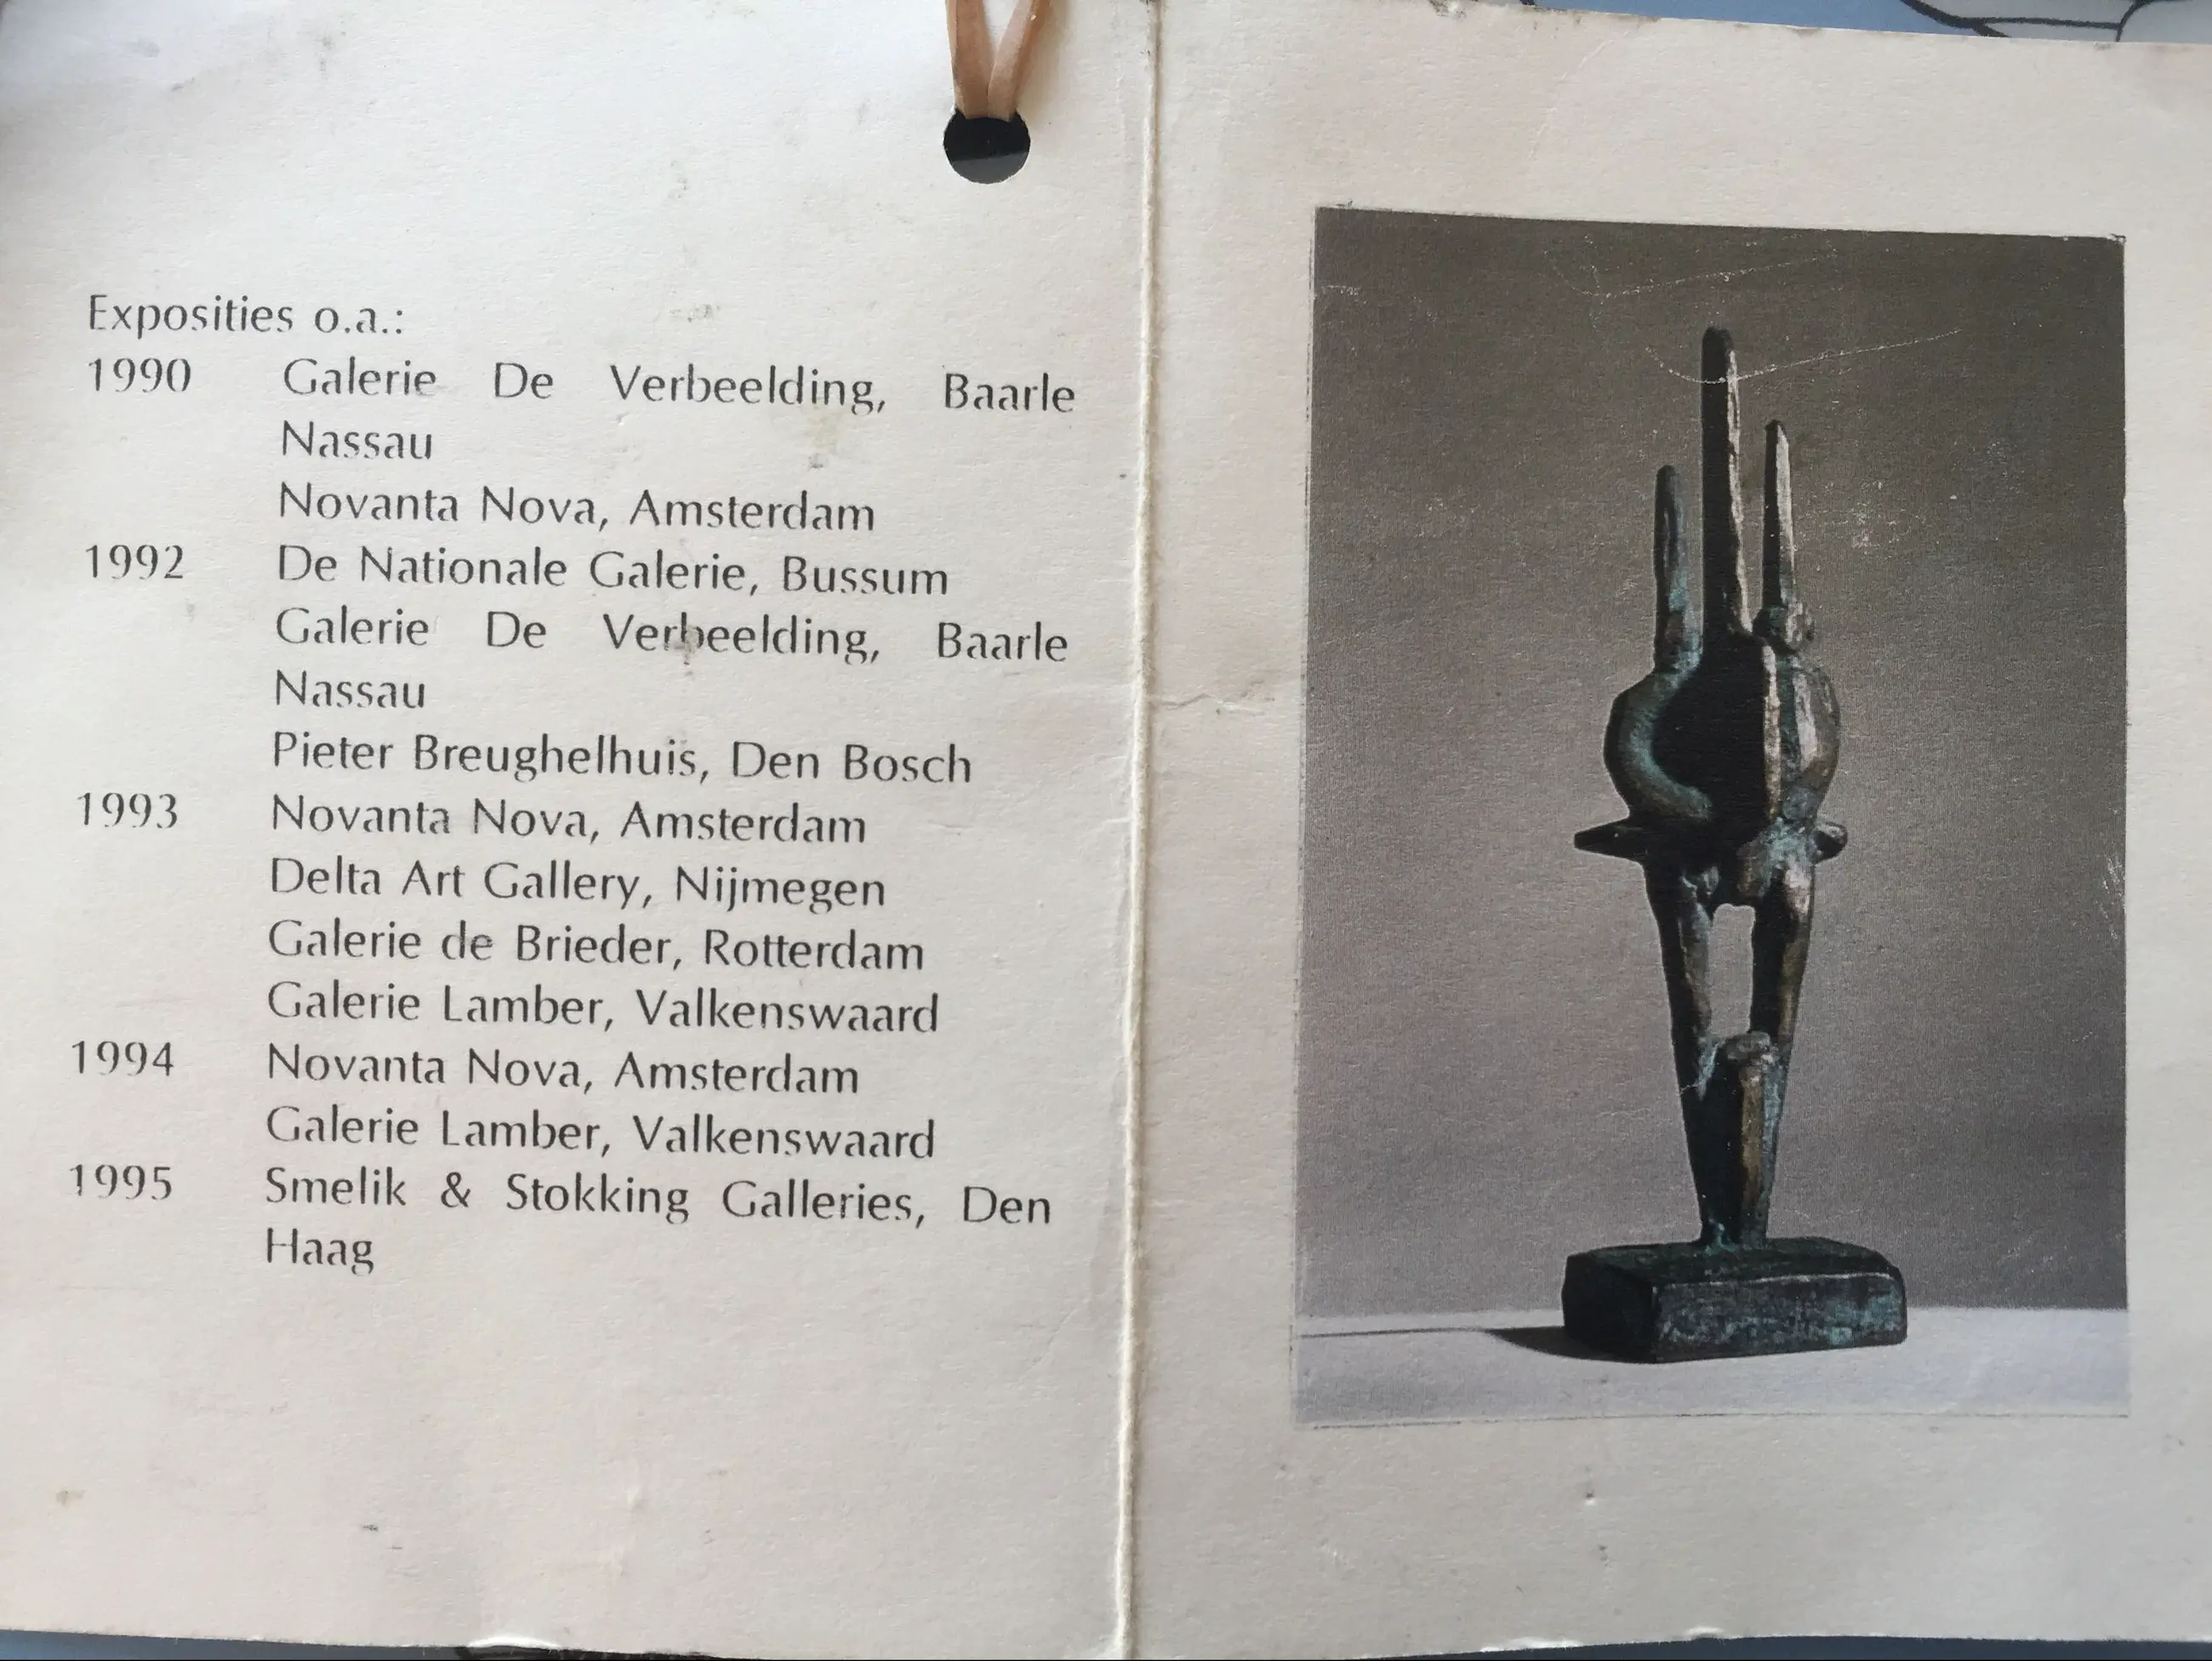 Exposities o.a.:
1990 Galerie De Verbeelding, Baarle
Nassau
Novanta Nova, Amsterdam
1992 De Nationale Galerie, Bussum
Galerie De Verbeelding, Baarle
Nassau
Pieter Breughelhuis, Den Bosch
1993 Novanta Nova, Amsterdam
Delta Art Gallery, Nijmegen
Galerie de Brieder, Rotterdam
Galerie Lamber, Valkenswaard
1994 Novanta Nova, Amsterdam
Galerie Lamber, Valkenswaard
1995 Smelik & Stokking Galleries, Den
Haag